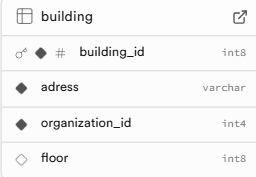 building
# building_id int8
adress varchar
organization_id int4
floor int8